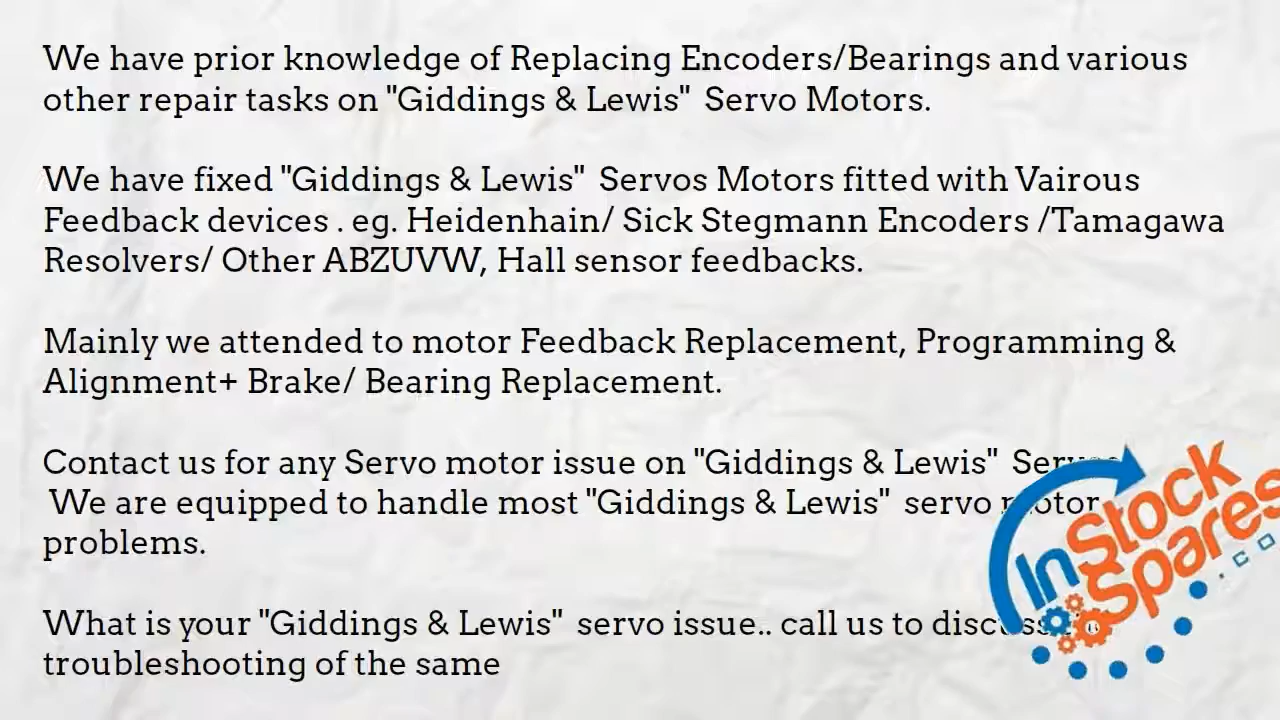 We have prior knowledge of Replacing Encoders/Bearings and various
other repair tasks on "Giddings & Lewis" Servo Motors.
We have fixed "Giddings & Lewis" Servos Motors fitted with Vairous
Feedback devices . eg. Heidenhain/ Sick Stegmann Encoders /Tamagawa
Resolvers/ Other ABZUVW, Hall sensor feedbacks.
Mainly we attended to motor Feedback Replacement, Programming &
Alignment+ Brake/ Bearing Replacement.
Contact us for any Servo motor issue on "Giddings & Lewis"
We are equipped to handle most "Giddings & Lewis" servo motor
problems.
What is your "Giddings & Lewis" servo issue.. call us to discuss
troubleshooting of the same
InStock
Spares
.co